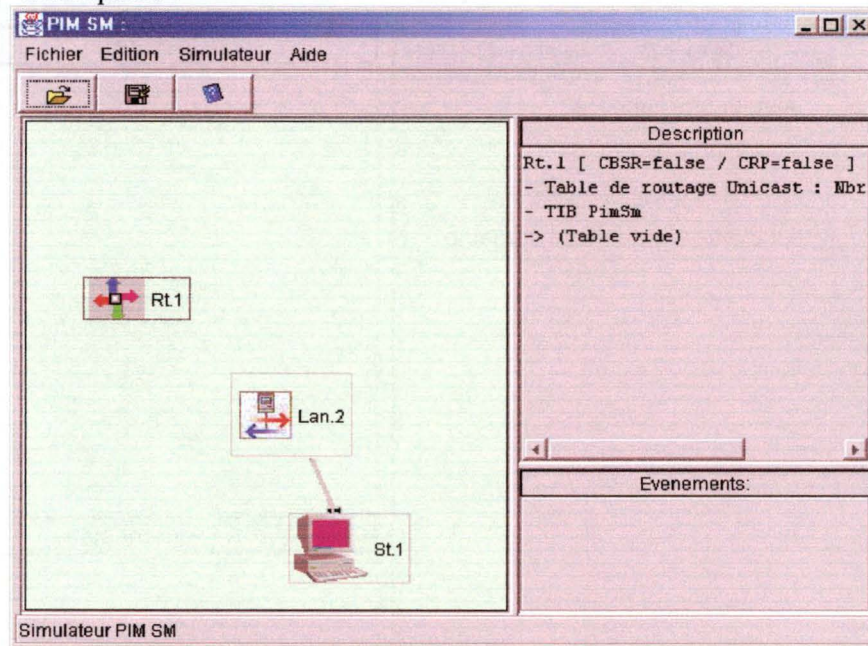 PIM SM :
Fichier Edition Simulateur Aide
Description
Rt.1 [ CBSR=false / CRP=false ]
- Table de routage Unicast : Nbr
- TIB PimSm
-> (Table vide)
Rt.1
Lan.2
St.1
Evenements:
Simulateur PIM SM